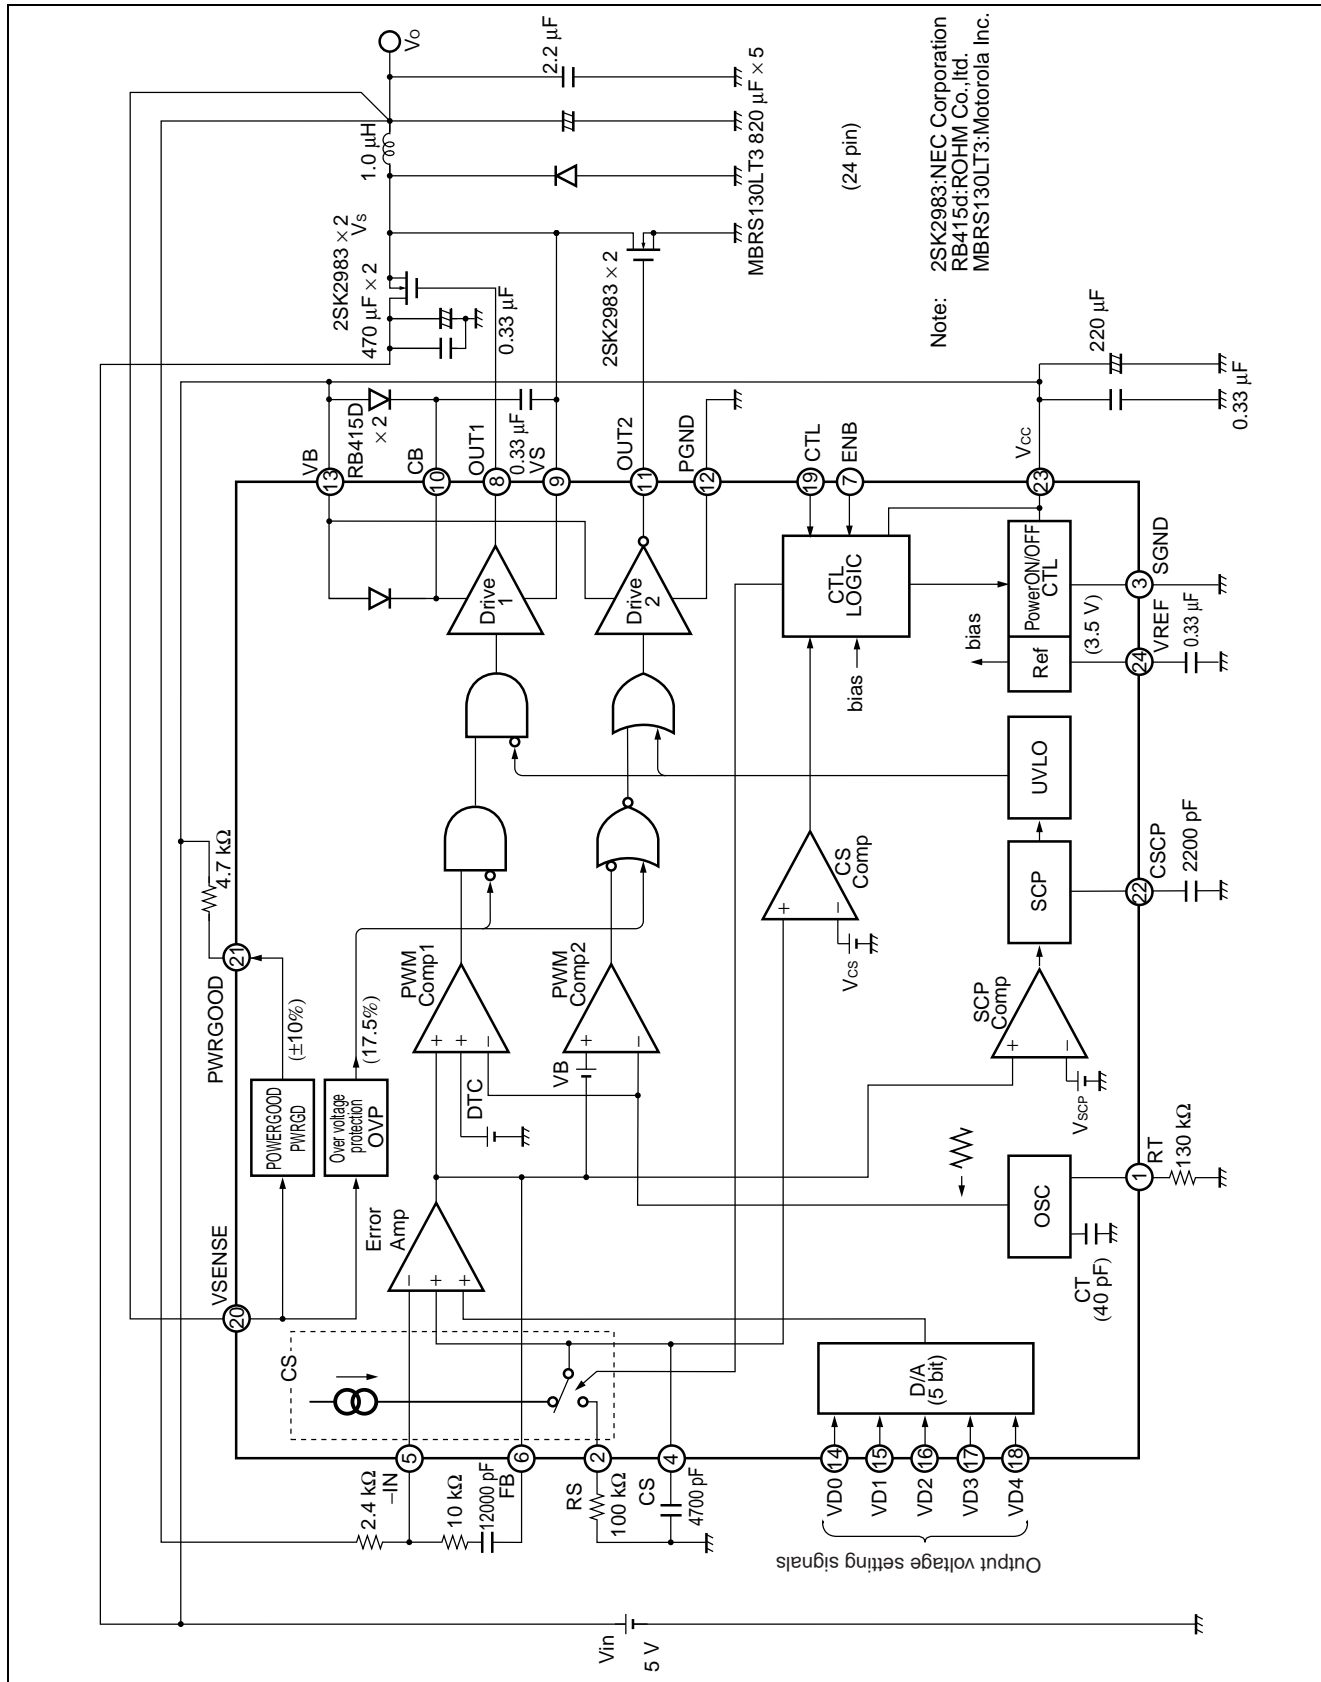 Vin
5 V
2.4 kΩ
–IN
10 kΩ
12000 pF
FB
RS
100 kΩ
CS
4700 pF
Output voltage setting signals
VD0
VD1
VD2
VD3
VD4
5
6
2
4
14
15
16
17
18
CS
D/A
(5 bit)
VSENSE
20
Error
Amp
–
+
+
POWERGOOD
PWRGD
(±10%)
Over voltage
protection
OVP
(17.5%)
PWRGOOD
21
4.7 kΩ
DTC
VB
PWM
Comp1
+
+
–
PWM
Comp2
+
–
OSC
CT
(40 pF)
1
RT
130 kΩ
SCP
Comp
+
–
VSCP
CS
Comp
+
–
VCS
SCP
22
CSCP
2200 pF
UVLO
bias
bias
CTL
LOGIC
Ref
PowerON/OFF
CTL
(3.5 V)
24
VREF
0.33 µF
3
SGND
Drive
1
Drive
2
VB
13
RB415D
× 2
CB
10
OUT1
8
0.33 µF
VS
9
OUT2
11
PGND
12
CTL
19
ENB
7
VCC
23
220 µF
0.33 µF
2SK2983 × 2
VS
470 µF × 2
0.33 µF
2SK2983 × 2
1.0 µH
VO
2.2 µF
MBRS130LT3 820 µF × 5
(24 pin)
Note:
2SK2983:NEC Corporation
RB415d:ROHM Co.,ltd.
MBRS130LT3:Motorola Inc.